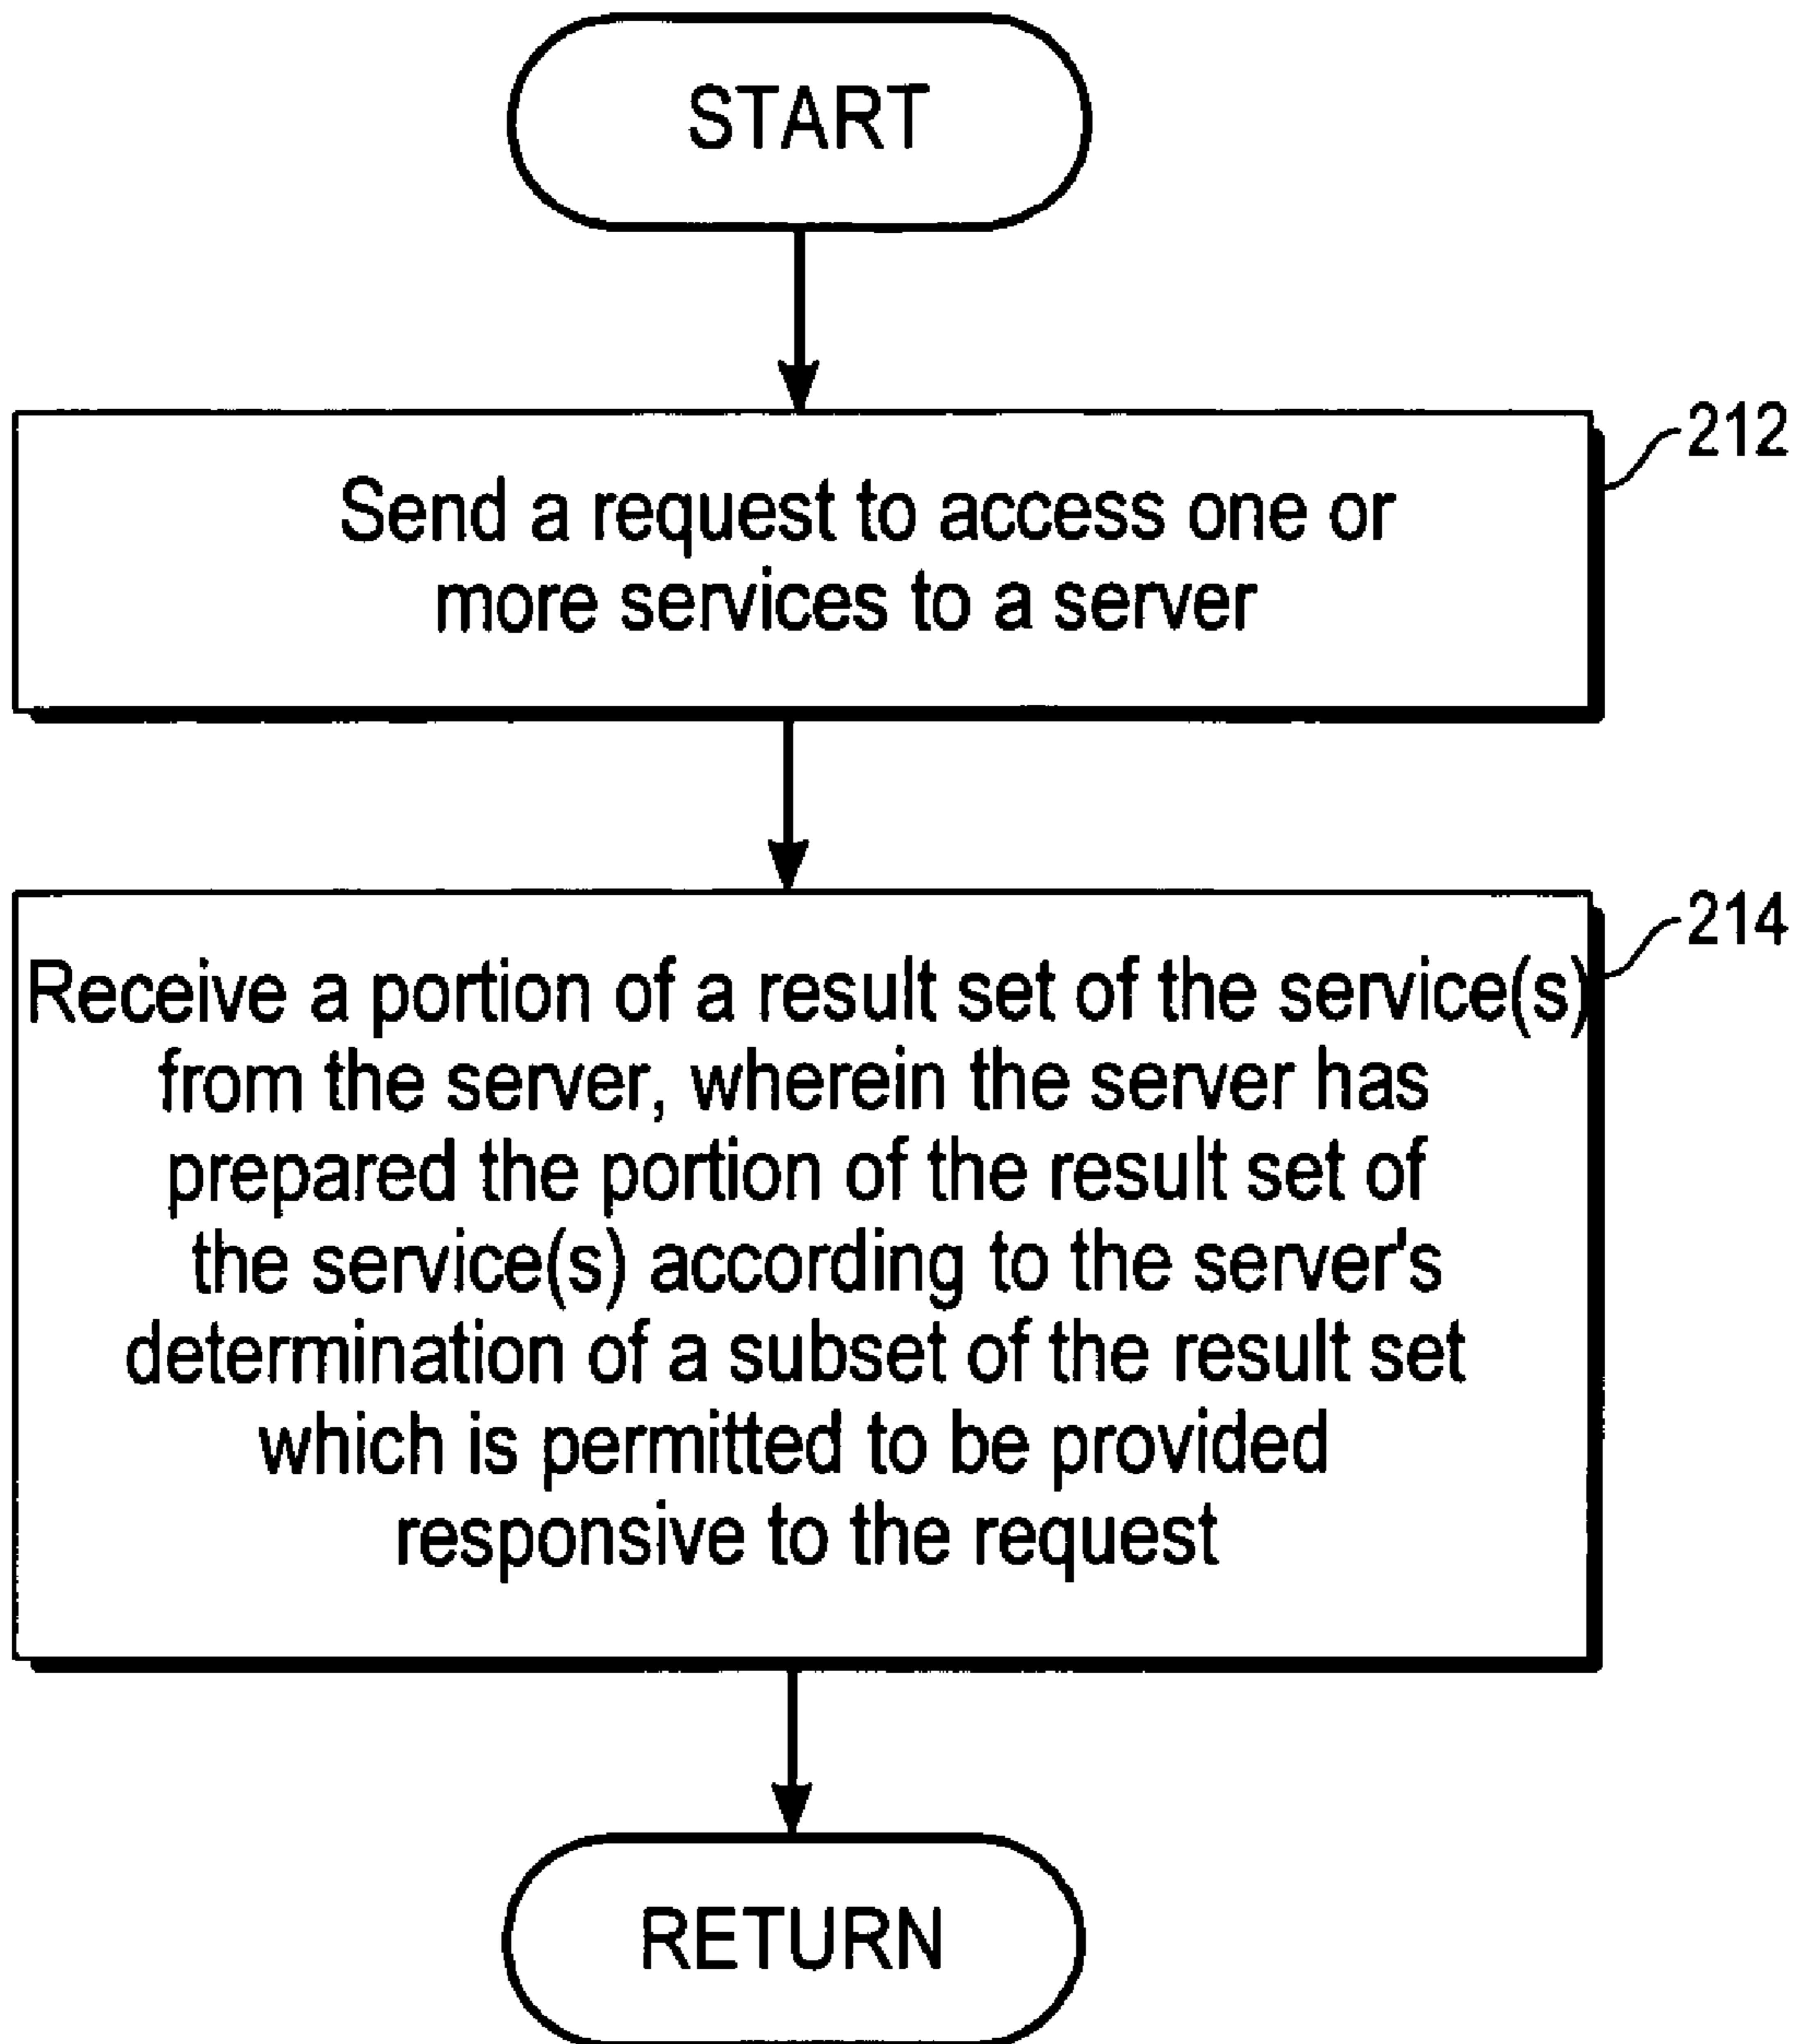 START
212
Send a request to access one or
more services to a server
214
Receive a portion of a result set of the service(s)
from the server, wherein the server has
prepared the portion of the result set of
the service(s) according to the server's
determination of a subset of the result set
which is permitted to be provided
responsive to the request
RETURN